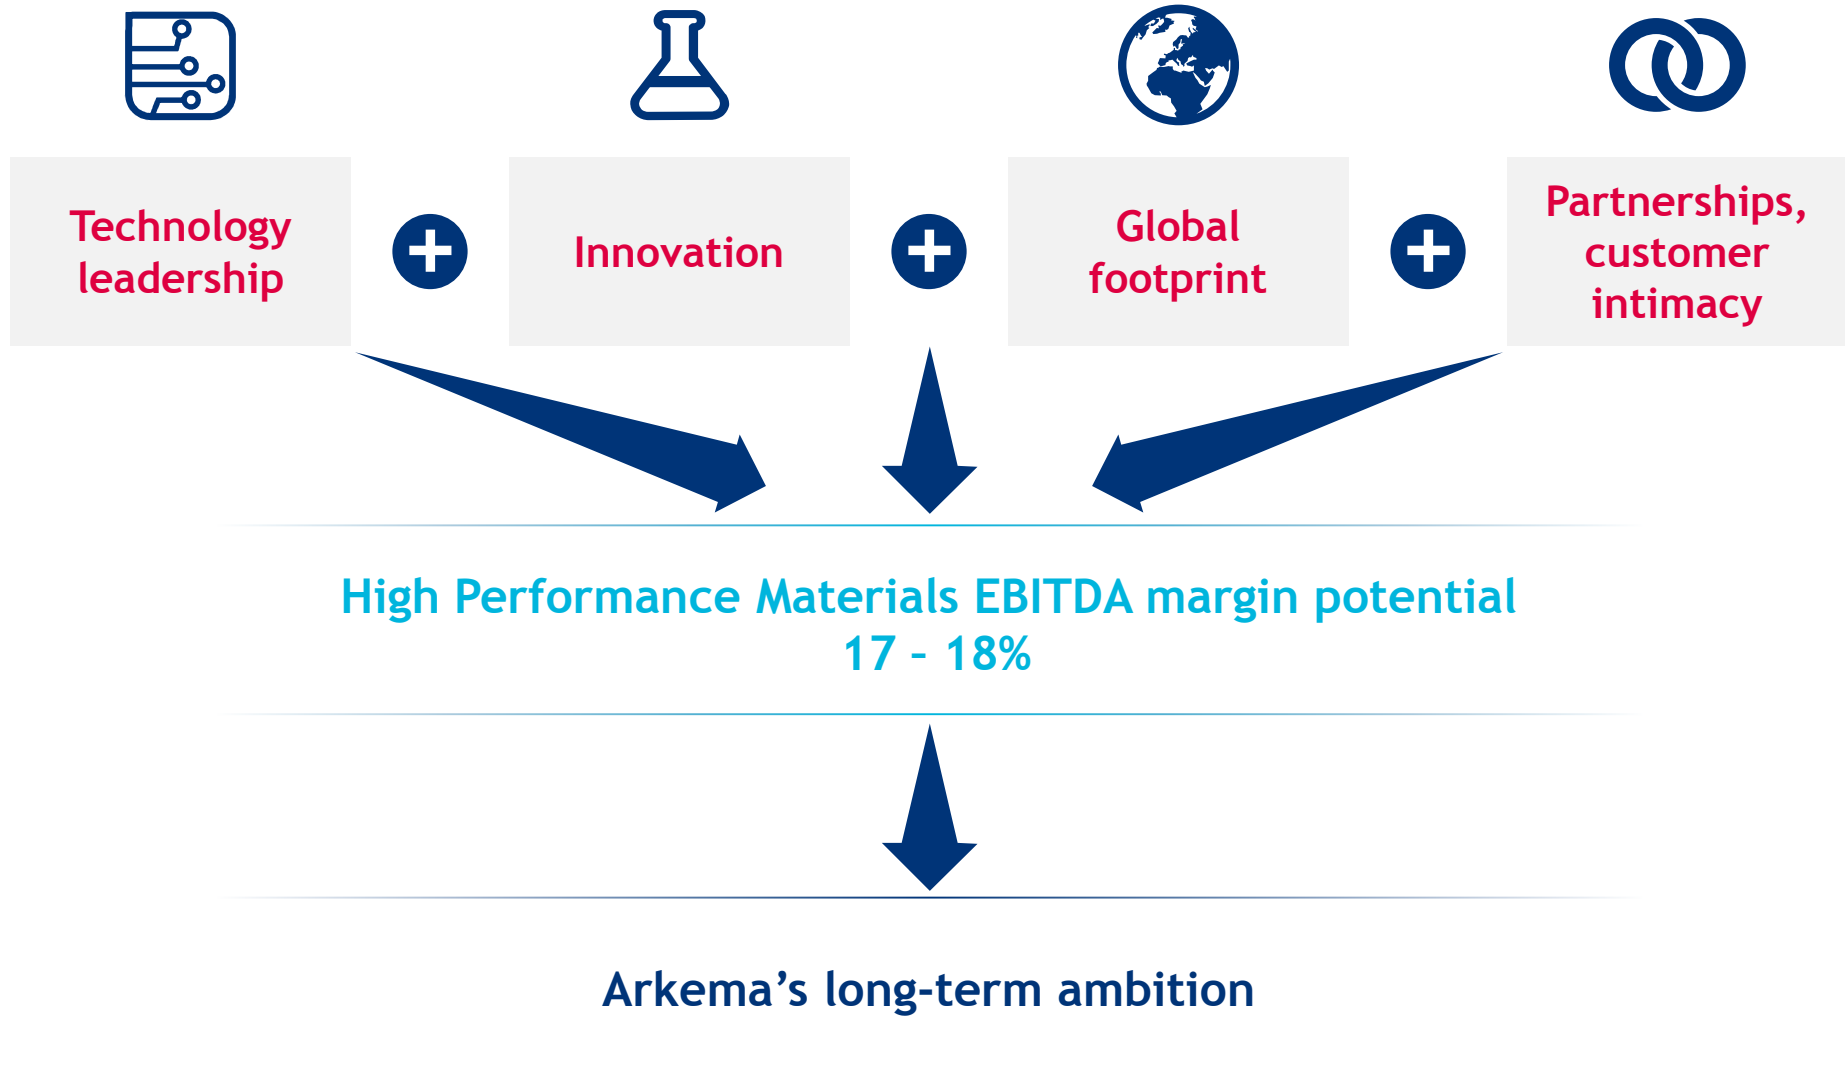 Technology
leadership
Innovation
Global
footprint
Partnerships,
customer
intimacy
High Performance Materials EBITDA margin potential
17 – 18%
Arkema’s long-term ambition